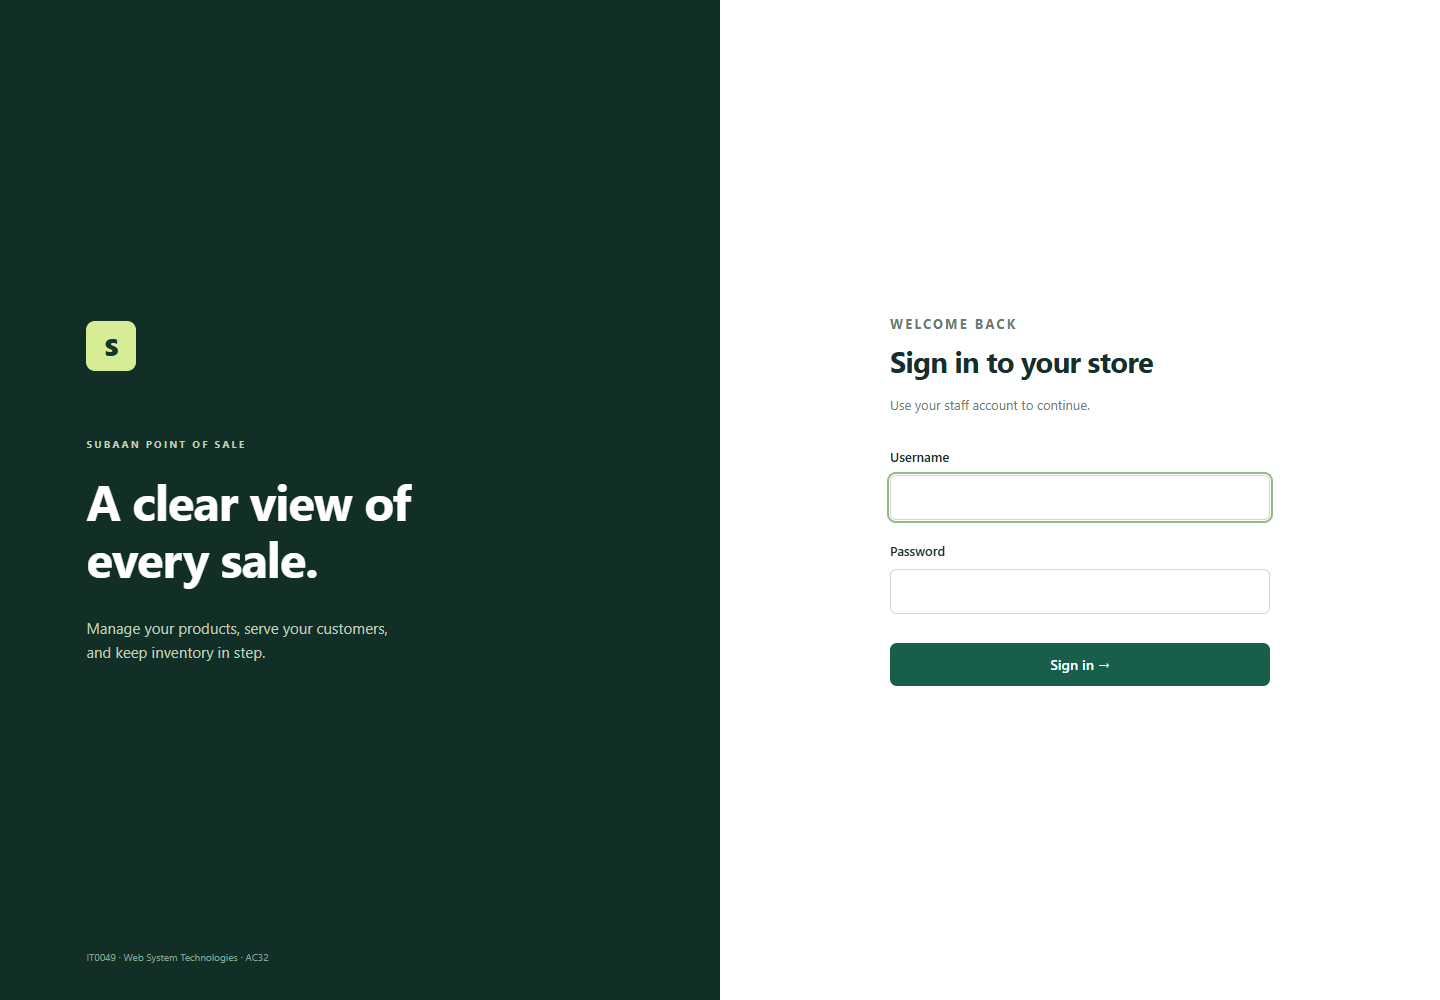 S
SUBAAN POINT OF SALE
A clear view of
every sale.
Manage your products, serve your customers,
and keep inventory in step.
IT0049 · Web System Technologies · AC32
WELCOME BACK
Sign in to your store
Use your staff account to continue.
Username
Password
Sign in →